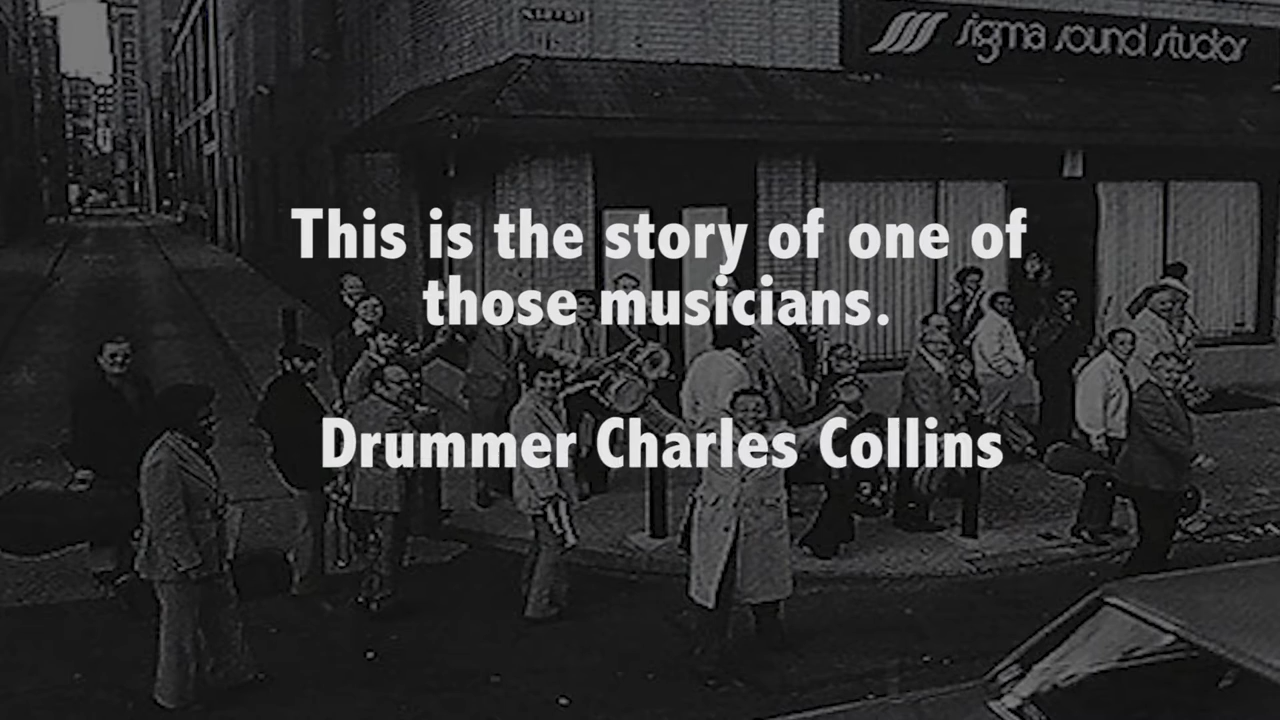 sigma sound studios
This is the story of one of
those musicians.
Drummer Charles Collins